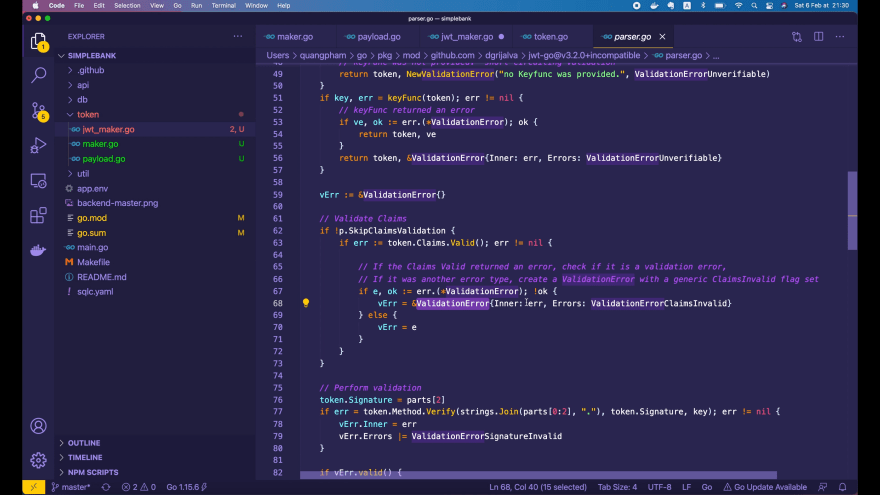 Code File Edit Selection View Go Run Terminal Window Help
Sat 6 Feb at 21:30
parser.go — simplebank
EXPLORER
maker.go
payload.go
jwt_maker.go
token.go
parser.go
Users > quangpham > go > pkg > mod > github.com > dgrijalva > jwt-go@v3.2.0+incompatible > parser.go > ...
SIMPLEBANK
.github
api
db
token
jwt_maker.go 2, U
maker.go U
payload.go U
util
app.env
backend-master.png
go.mod M
go.sum M
main.go
Makefile
README.md
sqlc.yaml
OUTLINE
TIMELINE
NPM SCRIPTS
49 return token, NewValidationError("no Keyfunc was provided.", ValidationErrorUnverifiable)
50 }
51 if key, err = keyFunc(token); err != nil {
52 // keyFunc returned an error
53 if ve, ok := err.(*ValidationError); ok {
54 return token, ve
55 }
56 return token, &ValidationError{Inner: err, Errors: ValidationErrorUnverifiable}
57 }
58
59 vErr := &ValidationError{}
60
61 // Validate Claims
62 if !p.SkipClaimsValidation {
63 if err := token.Claims.Valid(); err != nil {
64
65 // If the Claims Valid returned an error, check if it is a validation error,
66 // If it was another error type, create a ValidationError with a generic ClaimsInvalid flag set
67 if e, ok := err.(*ValidationError); !ok {
68 vErr = &ValidationError{Inner: err, Errors: ValidationErrorClaimsInvalid}
69 } else {
70 vErr = e
71 }
72 }
73 }
74
75 // Perform validation
76 token.Signature = parts[2]
77 if err = token.Method.Verify(strings.Join(parts[0:2], "."), token.Signature, key); err != nil {
78 vErr.Inner = err
79 vErr.Errors |= ValidationErrorSignatureInvalid
80 }
81
82 if vErr.valid() {
master* 2 0 Go 1.15.6 Ln 68, Col 40 (15 selected) Tab Size: 4 UTF-8 LF Go Go Update Available